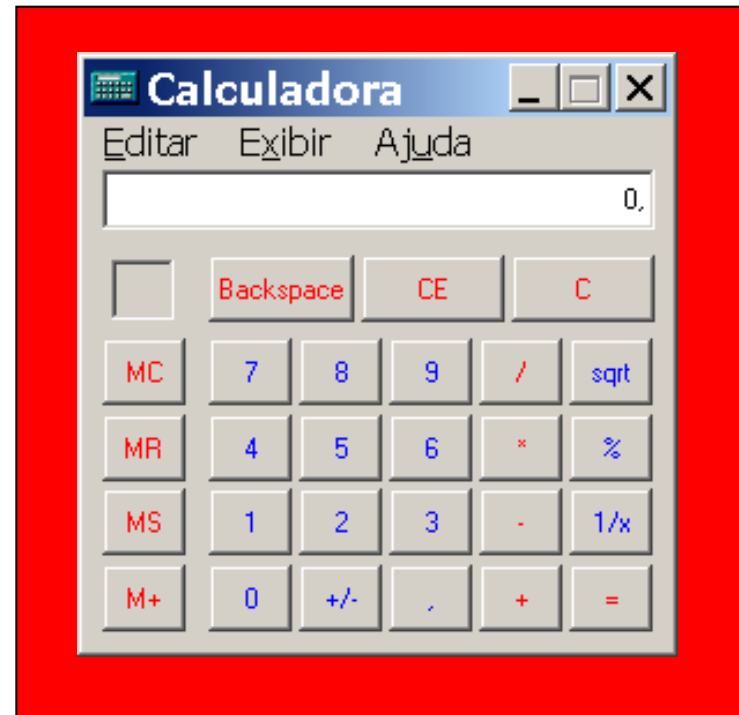 Calculadora
Editar Exibir Ajuda
0,
Backspace CE C
MC 7 8 9 / sqrt
MR 4 5 6 * %
MS 1 2 3 - 1/x
M+ 0 +/- , + =